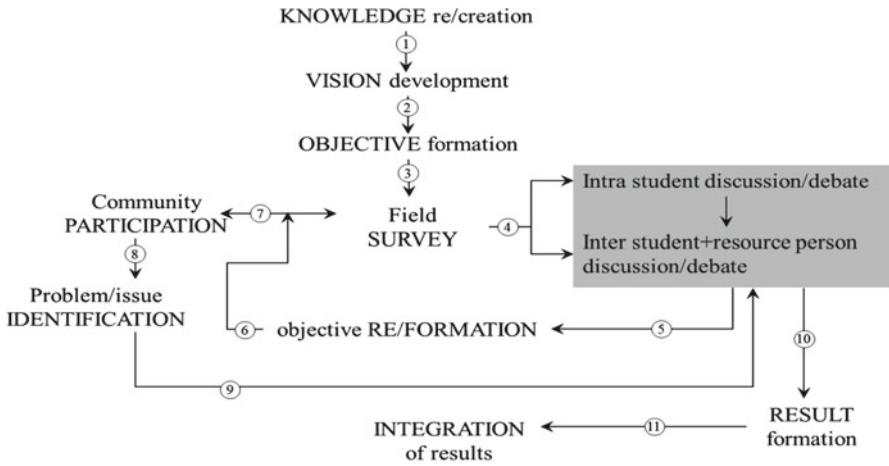 KNOWLEDGE re/creation
1
VISION development
2
OBJECTIVE formation
3
Intra student discussion/debate
Community
PARTICIPATION
7
Field
SURVEY
4
Inter student+resource person
discussion/debate
8
Problem/issue
IDENTIFICATION
6
objective RE/FORMATION
5
10
9
INTEGRATION
of results
11
RESULT
formation